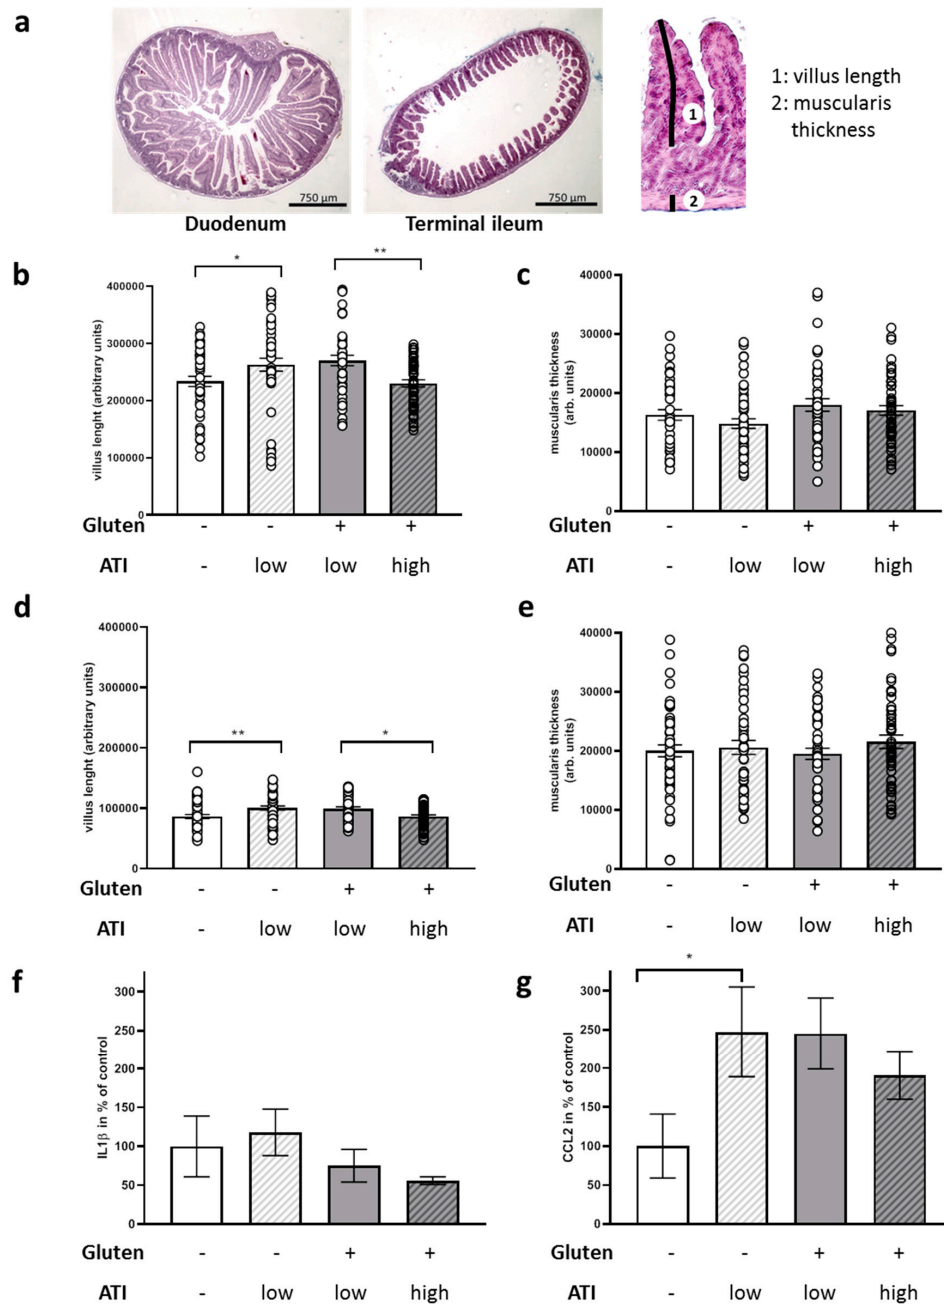 a
750 µm
750 µm
Duodenum
Terminal ileum
1
2
1: villus length
2: muscularis
thickness
b
villus lenght (arbitrary units)
400000
300000
200000
100000
0
*
**
Gluten - - + +
ATI - low low high
c
muscularis thickness
(arb. units)
40000
30000
20000
10000
0
- - + +
- low low high
d
villus lenght (arbitrary units)
400000
300000
200000
100000
0
**
*
Gluten - - + +
ATI - low low high
e
muscularis thickness
(arb. units)
40000
30000
20000
10000
0
Gluten - - + +
ATI - low low high
f
IL1β in % of control
300
250
200
150
100
50
0
Gluten - - + +
ATI - low low high
g
CCL2 in % of control
300
250
200
150
100
50
0
*
Gluten - - + +
ATI - low low high